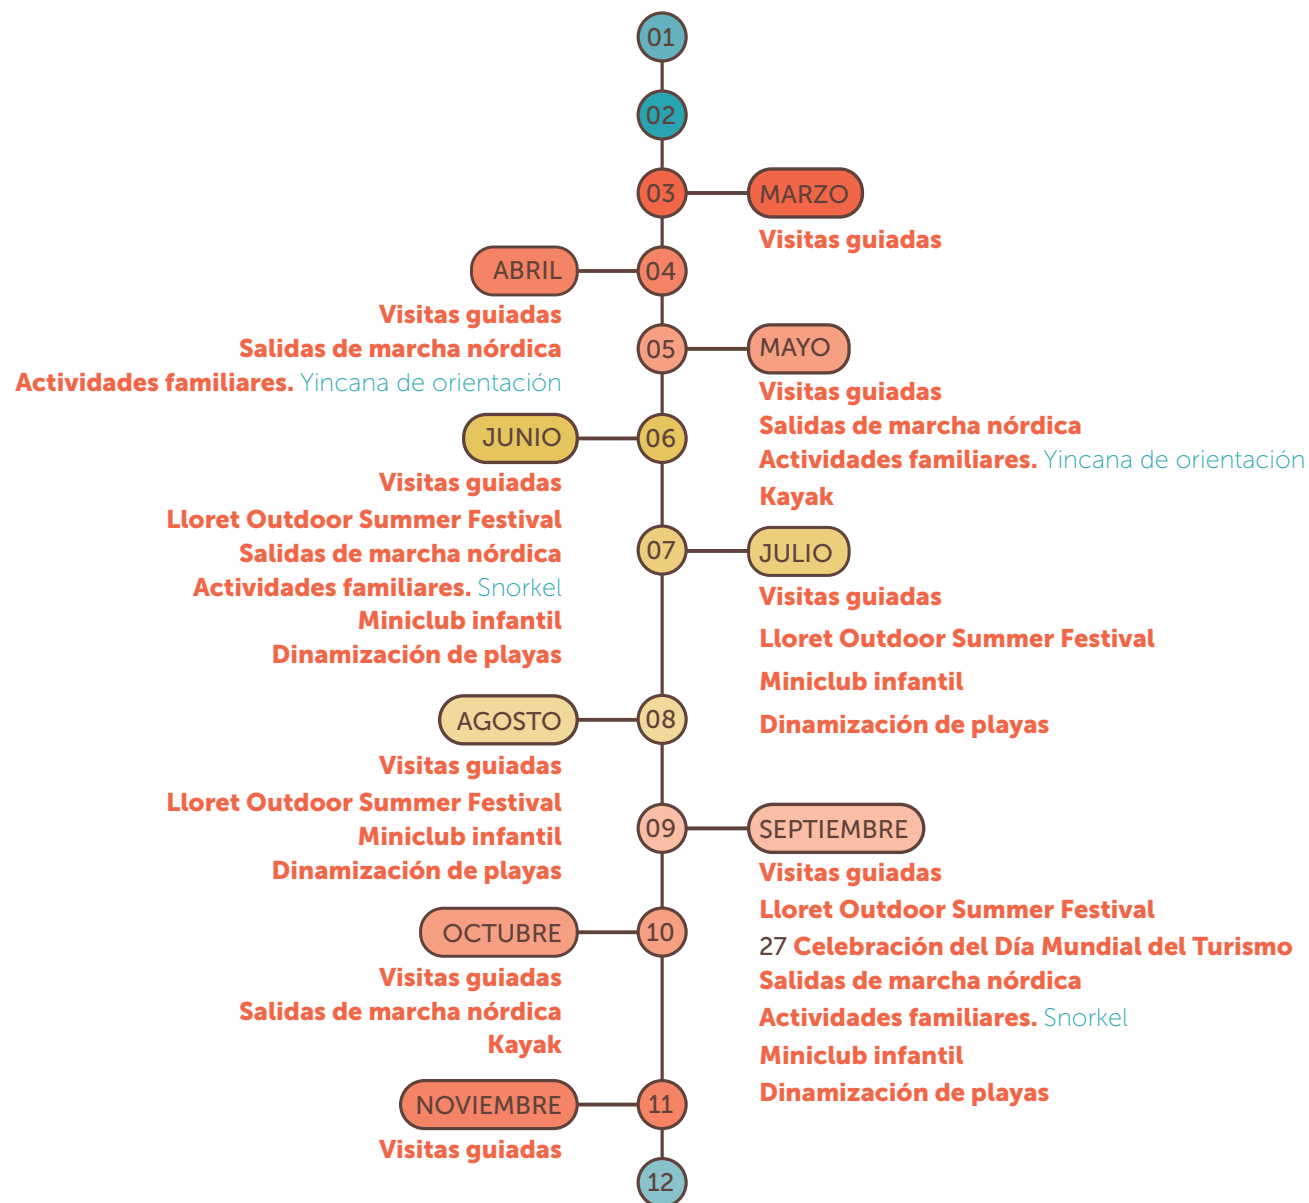 01
02
03
MARZO
Visitas guiadas
ABRIL
04
Visitas guiadas
Salidas de marcha nórdica
Actividades familiares. Yincana de orientación
05
MAYO
Visitas guiadas
Salidas de marcha nórdica
Actividades familiares. Yincana de orientación
Kayak
JUNIO
06
Visitas guiadas
Lloret Outdoor Summer Festival
Salidas de marcha nórdica
Actividades familiares. Snorkel
Miniclub infantil
Dinamización de playas
07
JULIO
Visitas guiadas
Lloret Outdoor Summer Festival
Miniclub infantil
Dinamización de playas
AGOSTO
08
Visitas guiadas
Lloret Outdoor Summer Festival
Miniclub infantil
Dinamización de playas
09
SEPTIEMBRE
Visitas guiadas
Lloret Outdoor Summer Festival
27 Celebración del Día Mundial del Turismo
Salidas de marcha nórdica
Actividades familiares. Snorkel
Miniclub infantil
Dinamización de playas
OCTUBRE
10
Visitas guiadas
Salidas de marcha nórdica
Kayak
NOVIEMBRE
11
Visitas guiadas
12